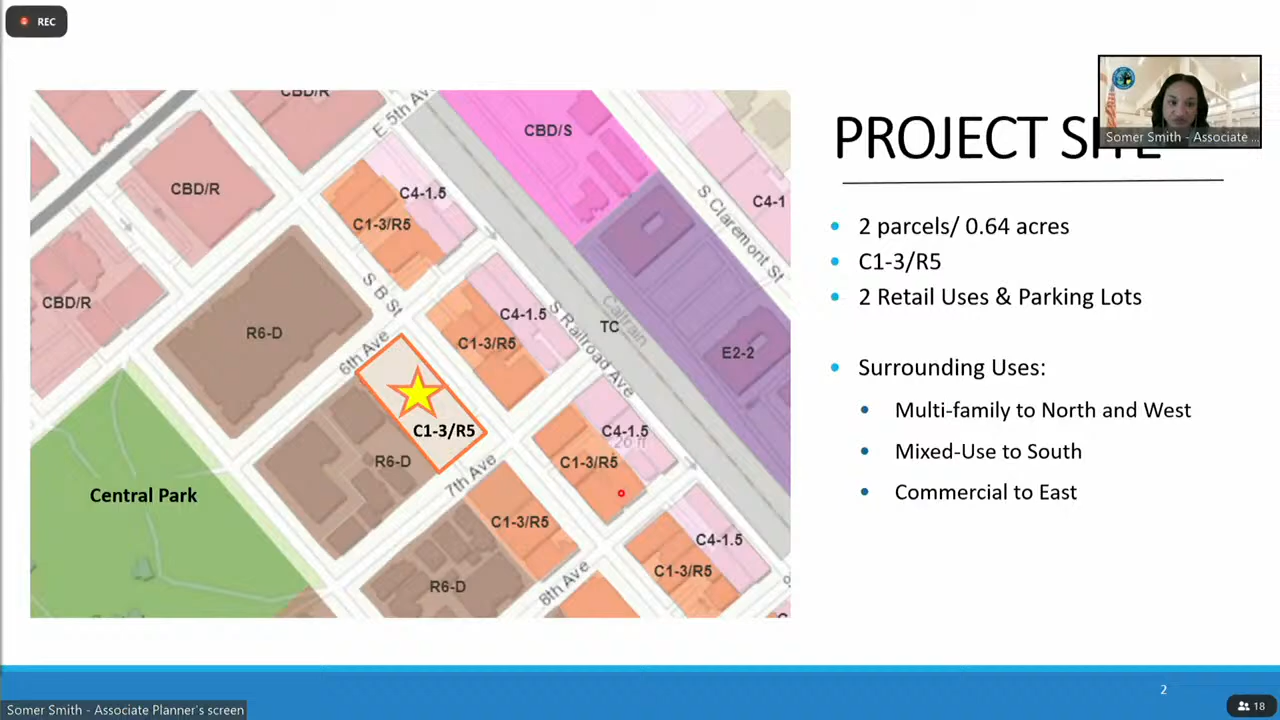 REC
CBD/R
E 5th Av
CBD/S
CBD/R
C4-1.5
C1-3/R5
S Claremont St
C4-1
CBD/R
S B St
R6-D
6th Ave
C4-1.5
C1-3/R5
S Railroad Ave
Caltrain
TC
E2-2
C1-3/R5
R6-D
C4-1.5
C1-3/R5
Central Park
7th Ave
C1-3/R5
C4-1.5
C1-3/R5
R6-D
8th Ave
PROJECT SITE
Somer Smith - Associate ...
2 parcels/ 0.64 acres
C1-3/R5
2 Retail Uses & Parking Lots
Surrounding Uses:
Multi-family to North and West
Mixed-Use to South
Commercial to East
2
Somer Smith - Associate Planner's screen
18